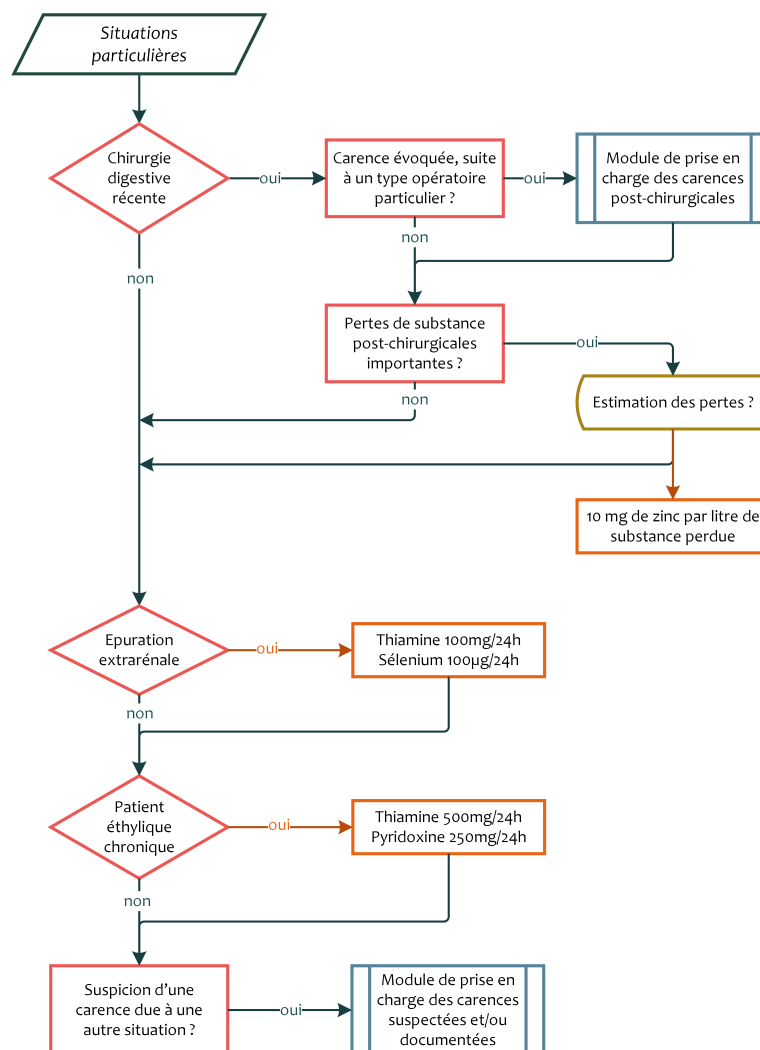 Situations
particulières
Chirurgie
digestive
récente
oui
Carence évoquée, suite
à un type opératoire
particulier ?
oui
Module de prise en
charge des carences
post-chirurgicales
non
non
Pertes de substance
post-chirurgicales
importantes ?
oui
non
Estimation des pertes ?
10 mg de zinc par litre de
substance perdue
Epuration
extrarénale
oui
Thiamine 100mg/24h
Sélenium 100µg/24h
non
Patient
éthylique
chronique
oui
Thiamine 500mg/24h
Pyridoxine 250mg/24h
non
Suspicion d’une
carence due à une
autre situation ?
oui
Module de prise en
charge des carences
suspectées et/ou
documentées